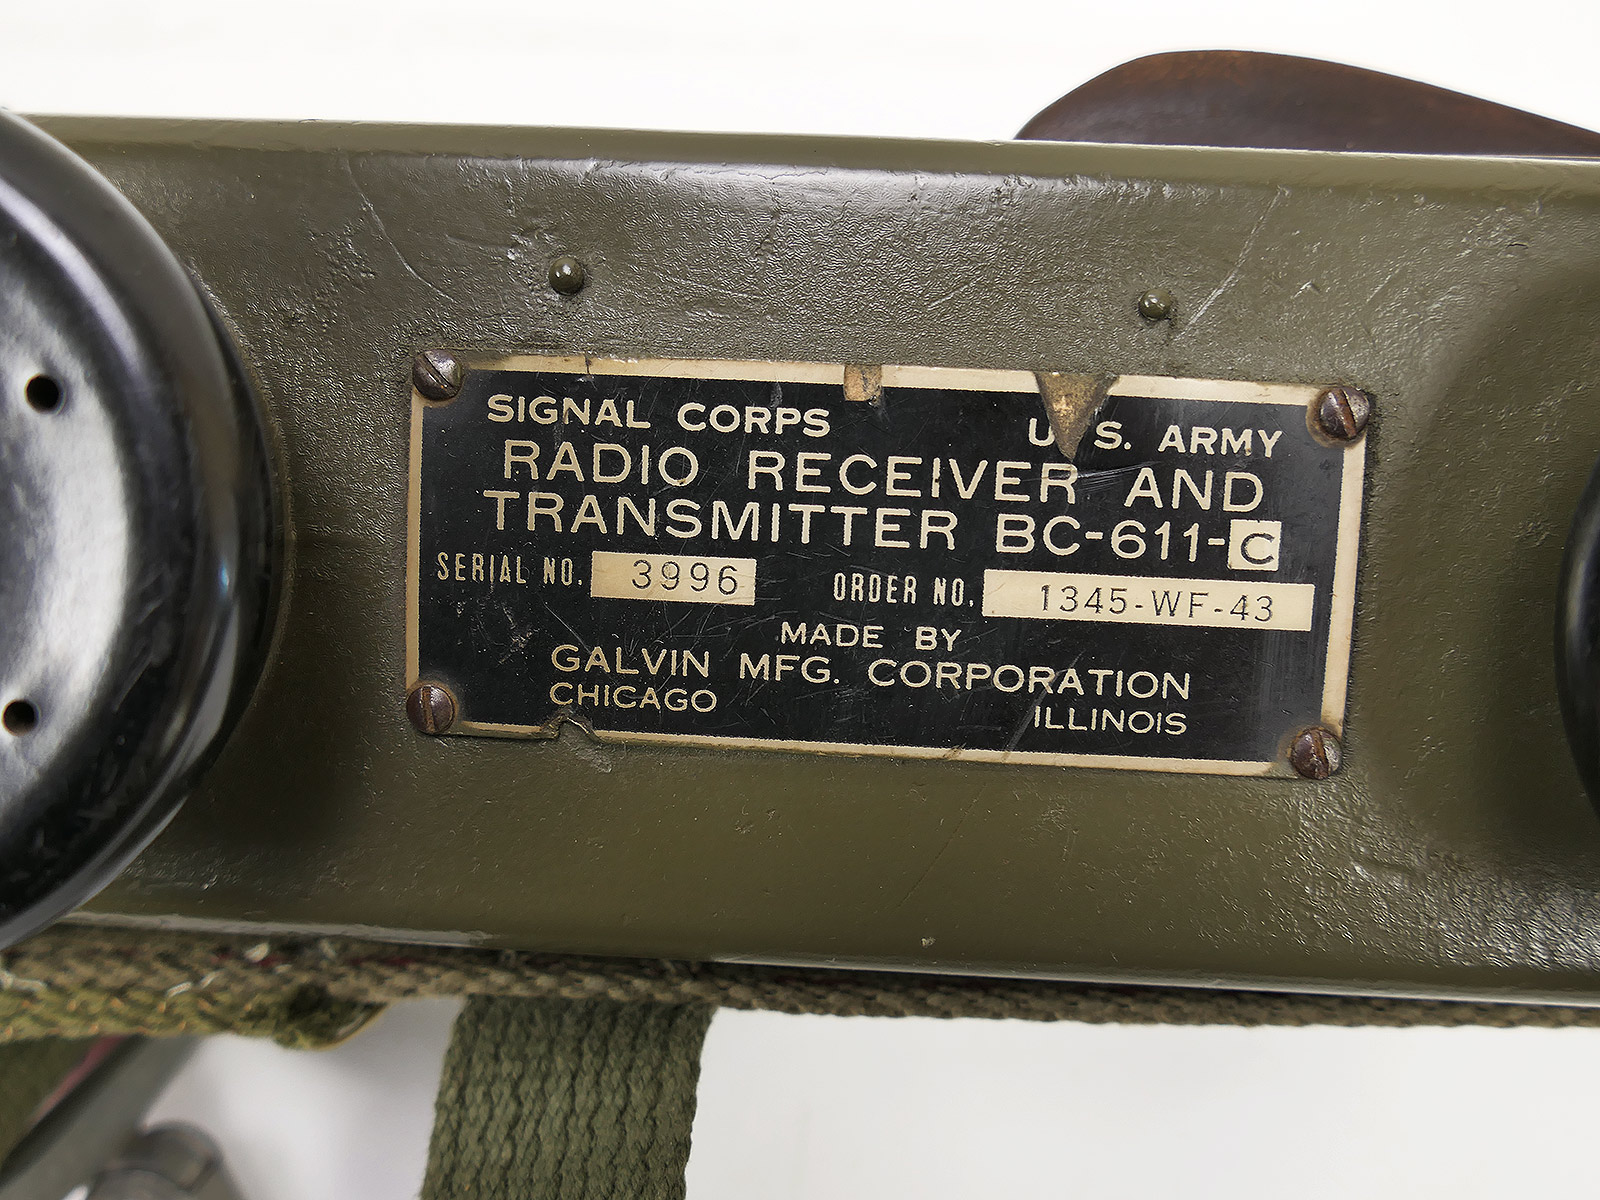 SIGNAL CORPS U. S. ARMY
RADIO RECEIVER AND
TRANSMITTER BC-611-C
SERIAL NO. 3996 ORDER NO. 1345-WF-43
MADE BY
GALVIN MFG. CORPORATION
CHICAGO ILLINOIS